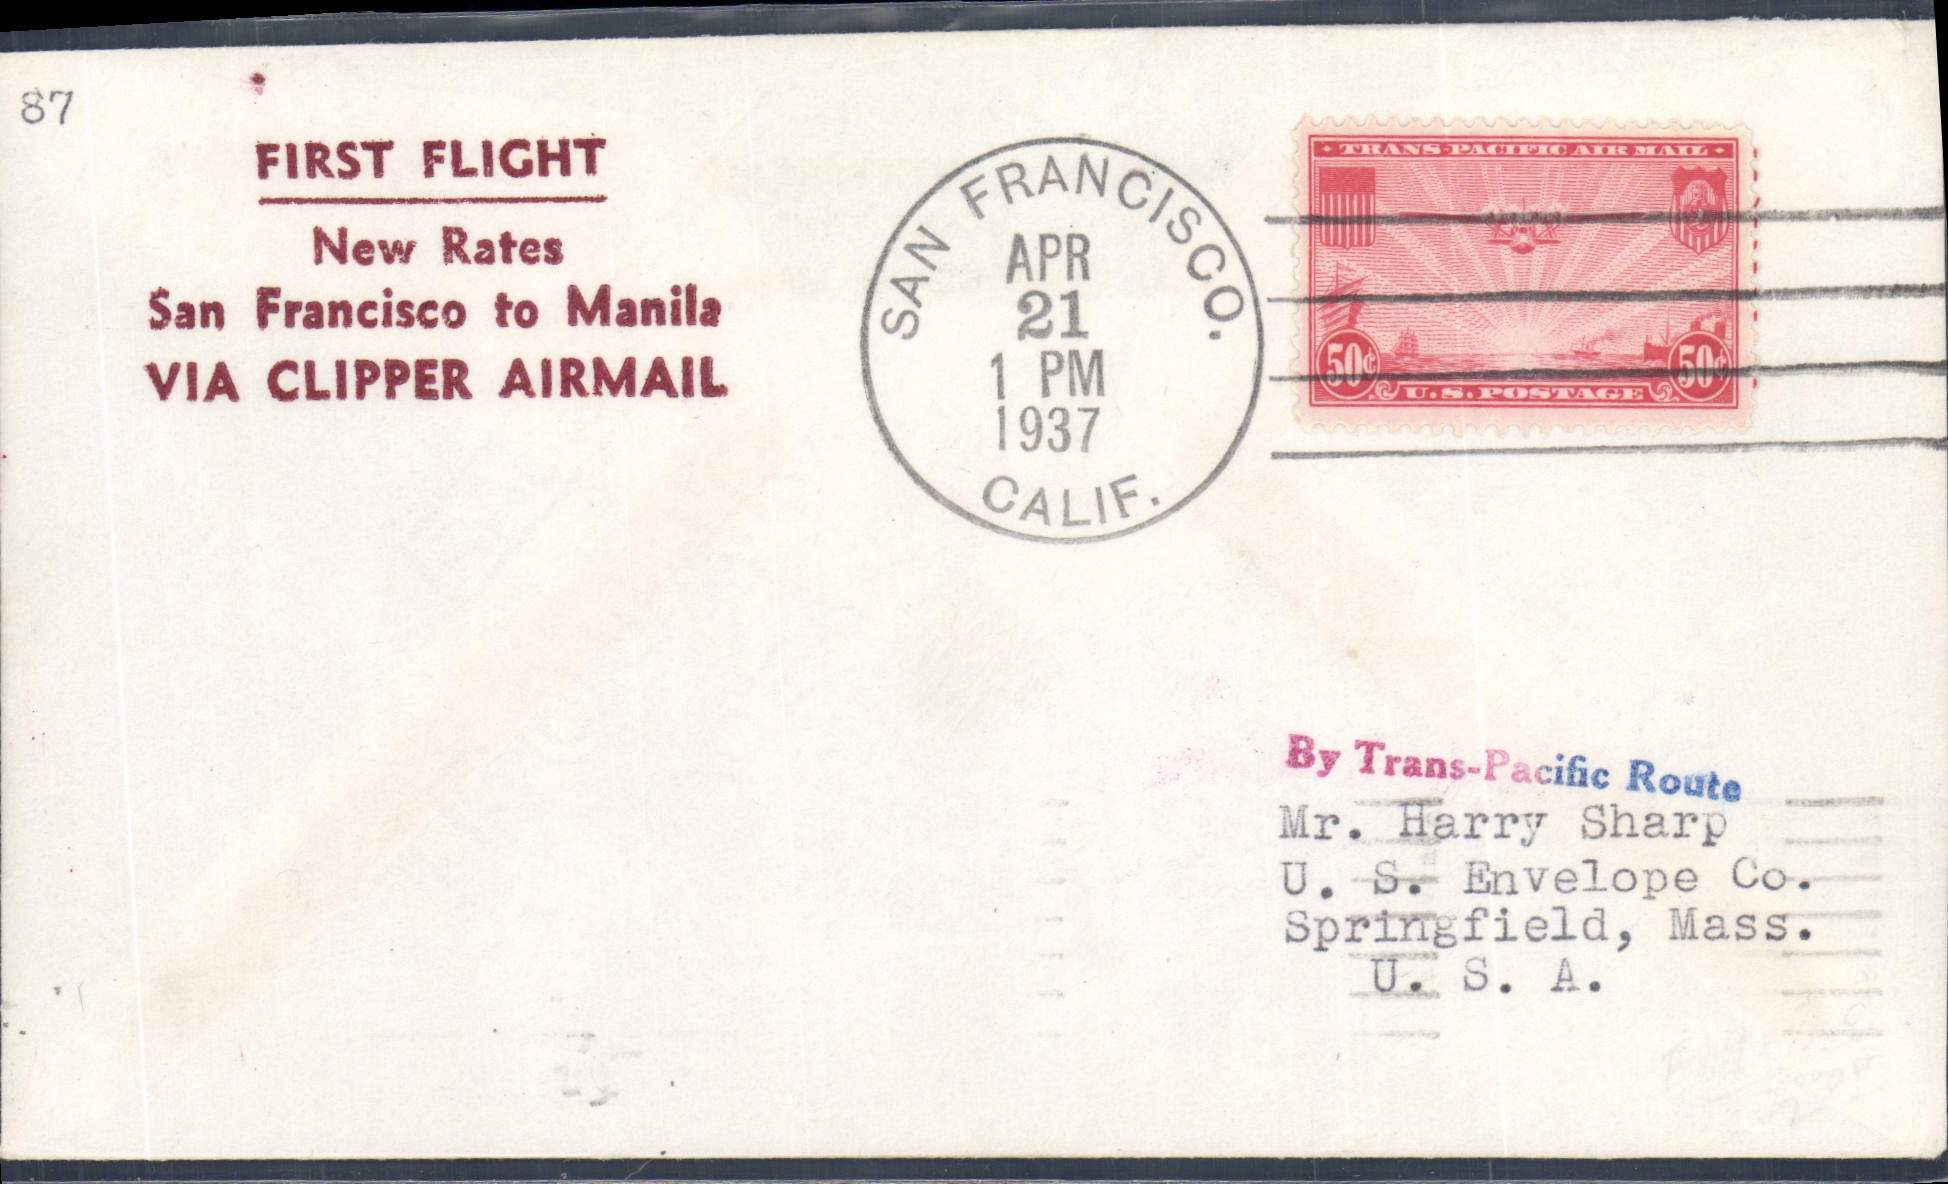 87
FIRST FLIGHT
New Rates
San Francisco to Manila
VIA CLIPPER AIRMAIL
SAN FRANCISCO.
APR
21
1 PM
1937
CALIF.
TRANS-PACIFIC AIR MAIL
50¢ 50¢
U.S. POSTAGE
By Trans-Pacific Route
Mr. Harry Sharp
U. S. Envelope Co.
Springfield, Mass.
U. S. A.